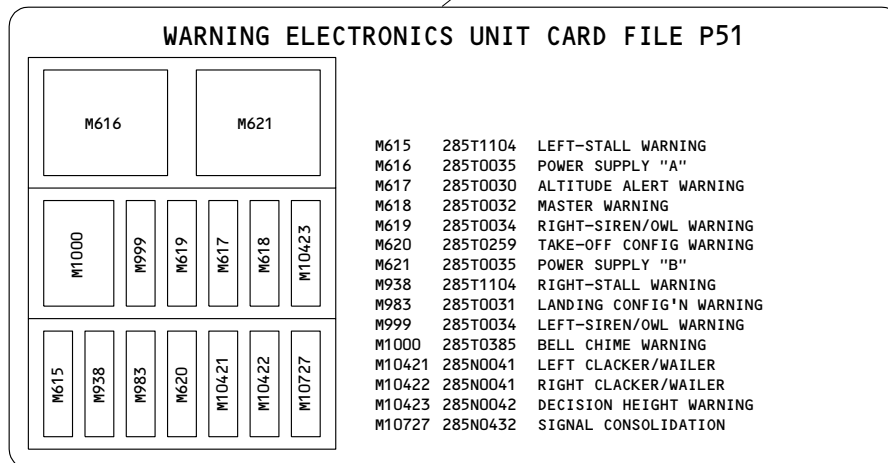 WARNING ELECTRONICS UNIT CARD FILE P51
M616 M621
M1000 M999 M619 M617 M618 M10423
M615 M938 M983 M620 M10421 M10422 M10727
M615 285T1104 LEFT-STALL WARNING
M616 285T0035 POWER SUPPLY "A"
M617 285T0030 ALTITUDE ALERT WARNING
M618 285T0032 MASTER WARNING
M619 285T0034 RIGHT-SIREN/OWL WARNING
M620 285T0259 TAKE-OFF CONFIG WARNING
M621 285T0035 POWER SUPPLY "B"
M938 285T1104 RIGHT-STALL WARNING
M983 285T0031 LANDING CONFIG'N WARNING
M999 285T0034 LEFT-SIREN/OWL WARNING
M1000 285T0385 BELL CHIME WARNING
M10421 285N0041 LEFT CLACKER/WAILER
M10422 285N0041 RIGHT CLACKER/WAILER
M10423 285N0042 DECISION HEIGHT WARNING
M10727 285N0432 SIGNAL CONSOLIDATION